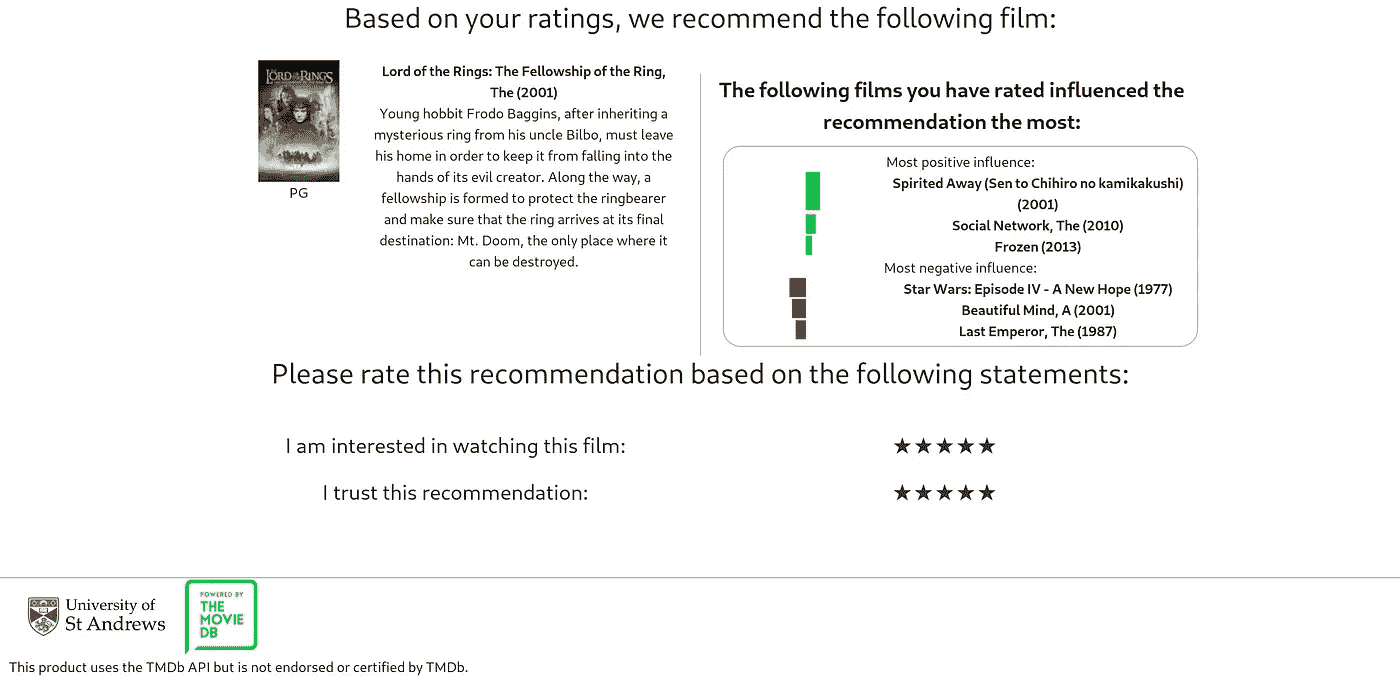 Based on your ratings, we recommend the following film:
THE LORD OF THE RINGS
PG
Lord of the Rings: The Fellowship of the Ring,
The (2001)
Young hobbit Frodo Baggins, after inheriting a
mysterious ring from his uncle Bilbo, must leave
his home in order to keep it from falling into the
hands of its evil creator. Along the way, a
fellowship is formed to protect the ringbearer
and make sure that the ring arrives at its final
destination: Mt. Doom, the only place where it
can be destroyed.
The following films you have rated influenced the
recommendation the most:
Most positive influence:
Spirited Away (Sen to Chihiro no kamikakushi)
(2001)
Social Network, The (2010)
Frozen (2013)
Most negative influence:
Star Wars: Episode IV - A New Hope (1977)
Beautiful Mind, A (2001)
Last Emperor, The (1987)
Please rate this recommendation based on the following statements:
I am interested in watching this film:
I trust this recommendation:
University of
St Andrews
POWERED BY
THE
MOVIE
DB
This product uses the TMDb API but is not endorsed or certified by TMDb.